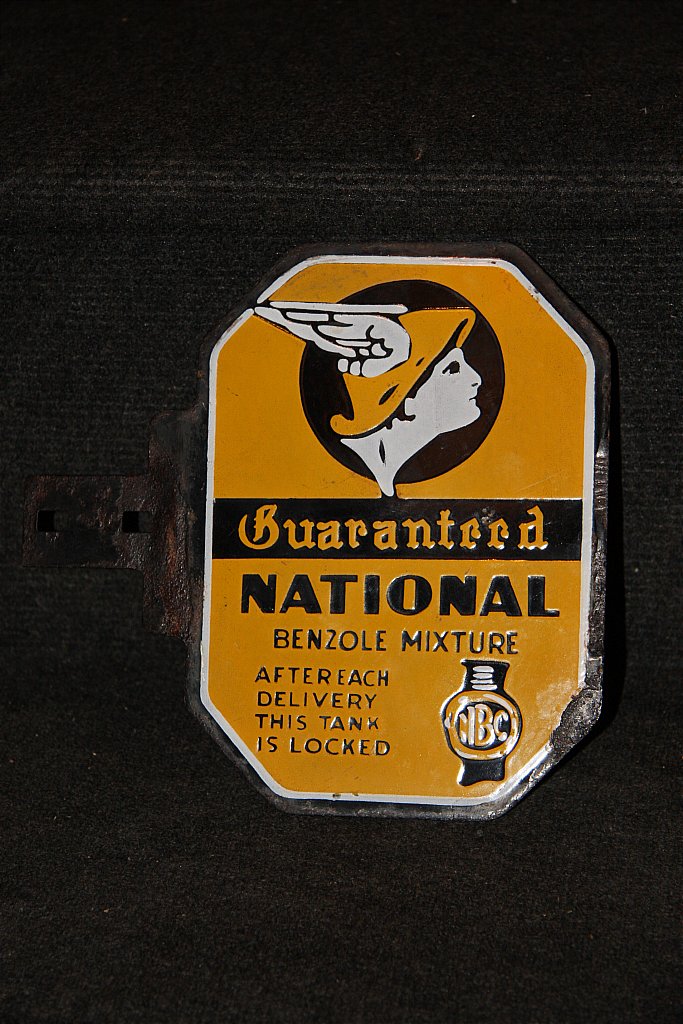 Guaranteed
NATIONAL
BENZOLE MIXTURE
AFTER EACH
DELIVERY
THIS TANK
IS LOCKED
NBC